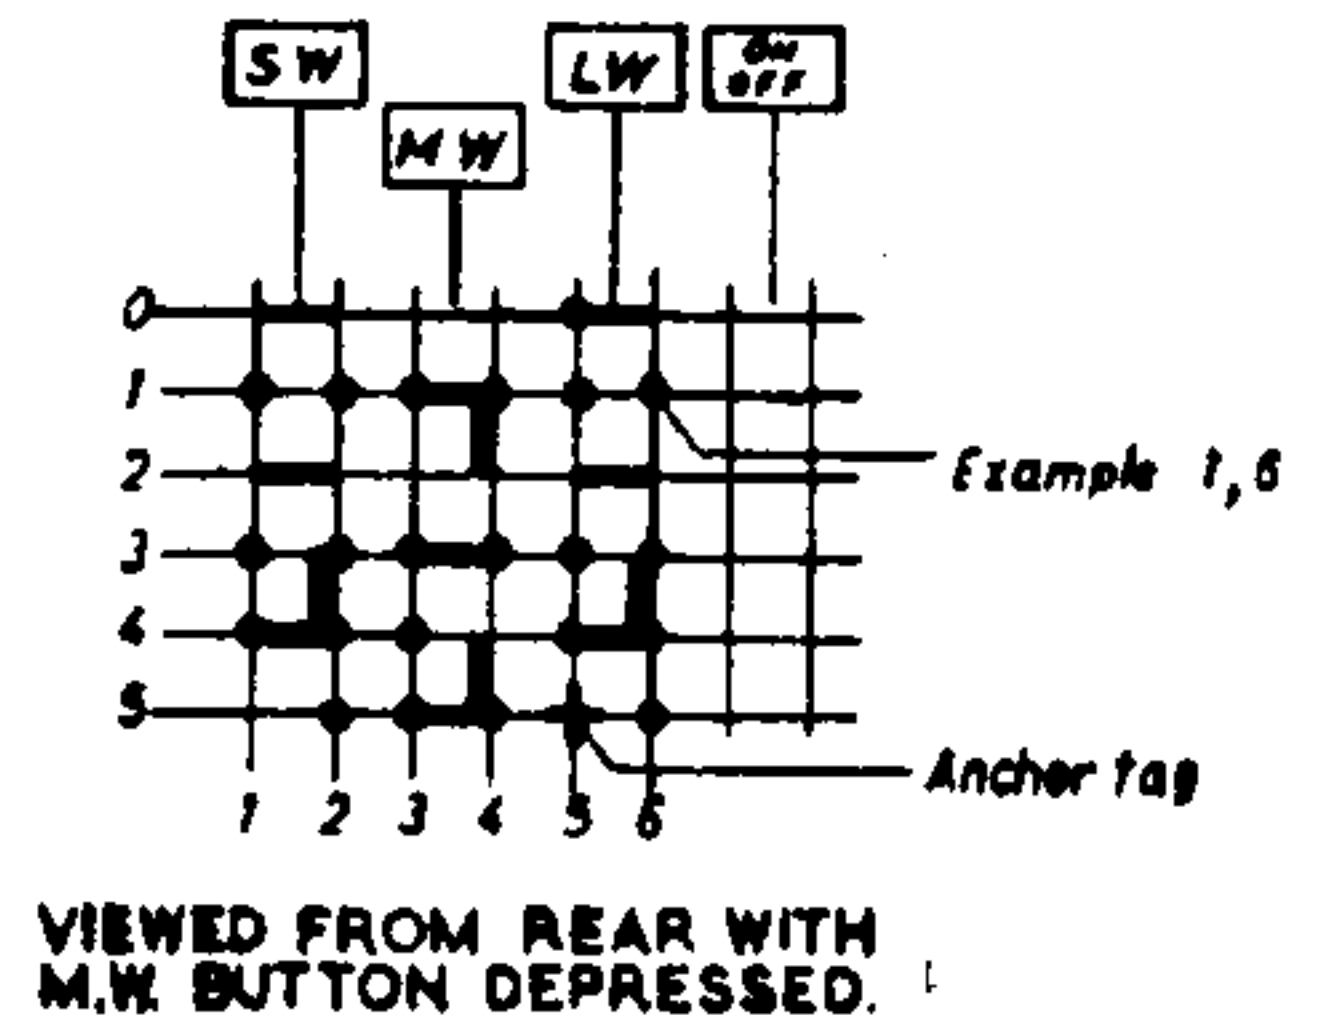 SW
LW
ON
OFF
MW
0
1
2
3
4
5
Example 1,6
Anchor tag
1 2 3 4 5 6
VIEWED FROM REAR WITH
M.W. BUTTON DEPRESSED.